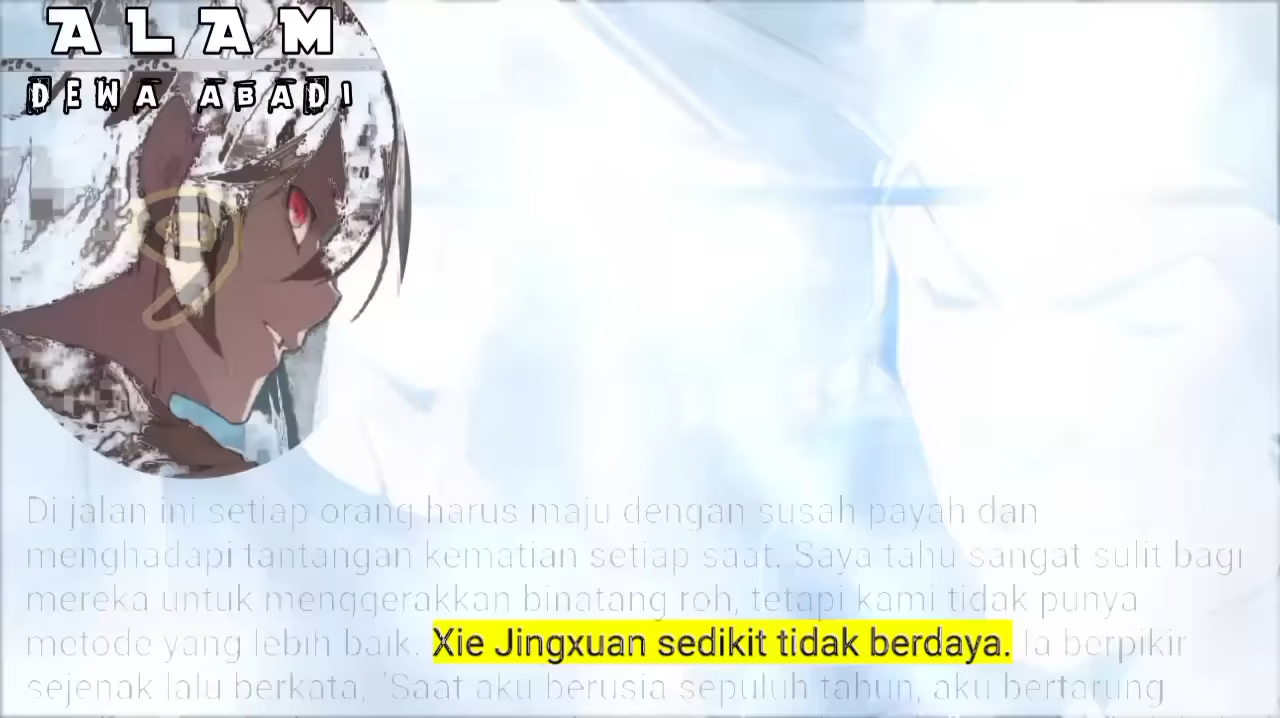 ALAM
DEWA ABADI
Di jalan ini setiap orang harus maju dengan susah payah dan
menghadapi tantangan kematian setiap saat. Saya tahu sangat sulit bagi
mereka untuk menggerakkan binatang roh, tetapi kami tidak punya
metode yang lebih baik. Xie Jingxuan sedikit tidak berdaya. Ia berpikir
sejenak lalu berkata, 'Saat aku berusia sepuluh tahun, aku bertarung